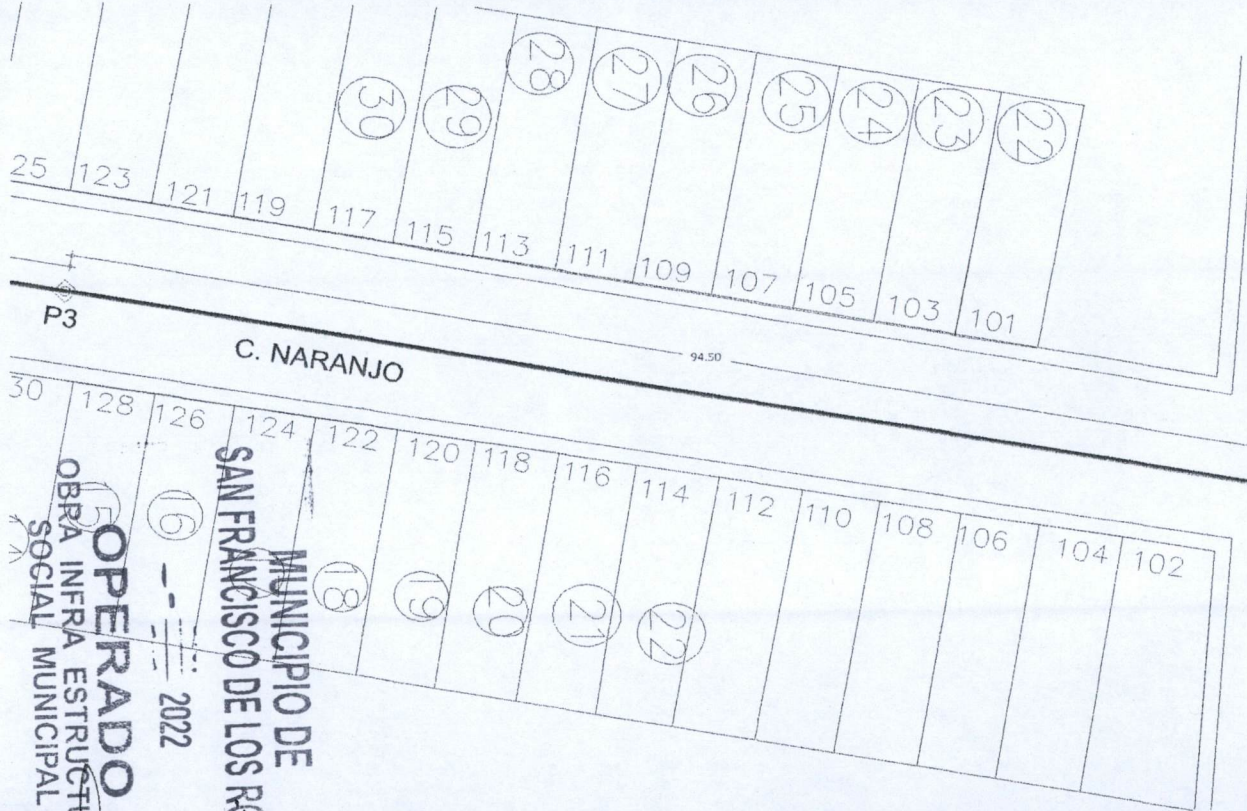 30 29 28 27 26 25 24 23 22
25 123 121 119 117 115 113 111 109 107 105 103 101
P3
C. NARANJO
94.50
30 128 126 124 122 120 118 116 114 112 110 108 106 104 102
15 16 18 19 20 21 22
MUNICIPIO DE
SAN FRANCISCO DE LOS RO
2022
OPERADO
OBRA INFRA ESTRUCT
SOCIAL MUNICIPAL